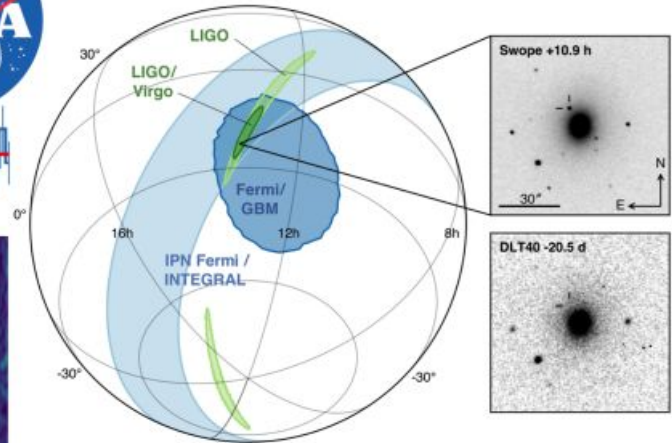 A
30°
LIGO
LIGO/
Virgo
0°
16h
Fermi/
GBM
12h
8h
IPN Fermi /
INTEGRAL
-30°
-30°
Swope +10.9 h
N
30"
E
DLT40 -20.5 d